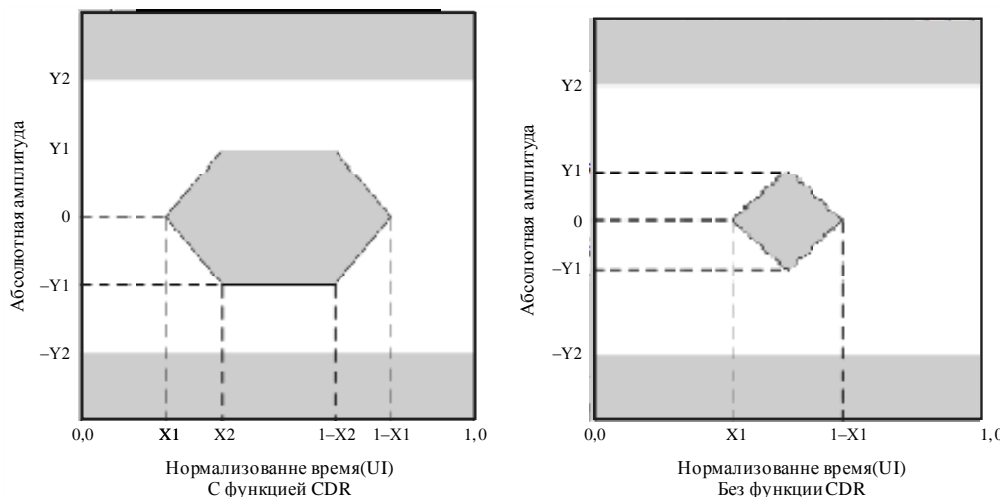 Абсолютная амплитуда
Y2
Y1
0
–Y1
–Y2
0,0
X1
X2
1–X2
1–X1
1,0
Нормализованне время(UI)
С функцией CDR
Абсолютная амплитуда
Y2
Y1
0
–Y1
–Y2
0,0
X1
1–X1
1,0
Нормализованне время(UI)
Без функции CDR